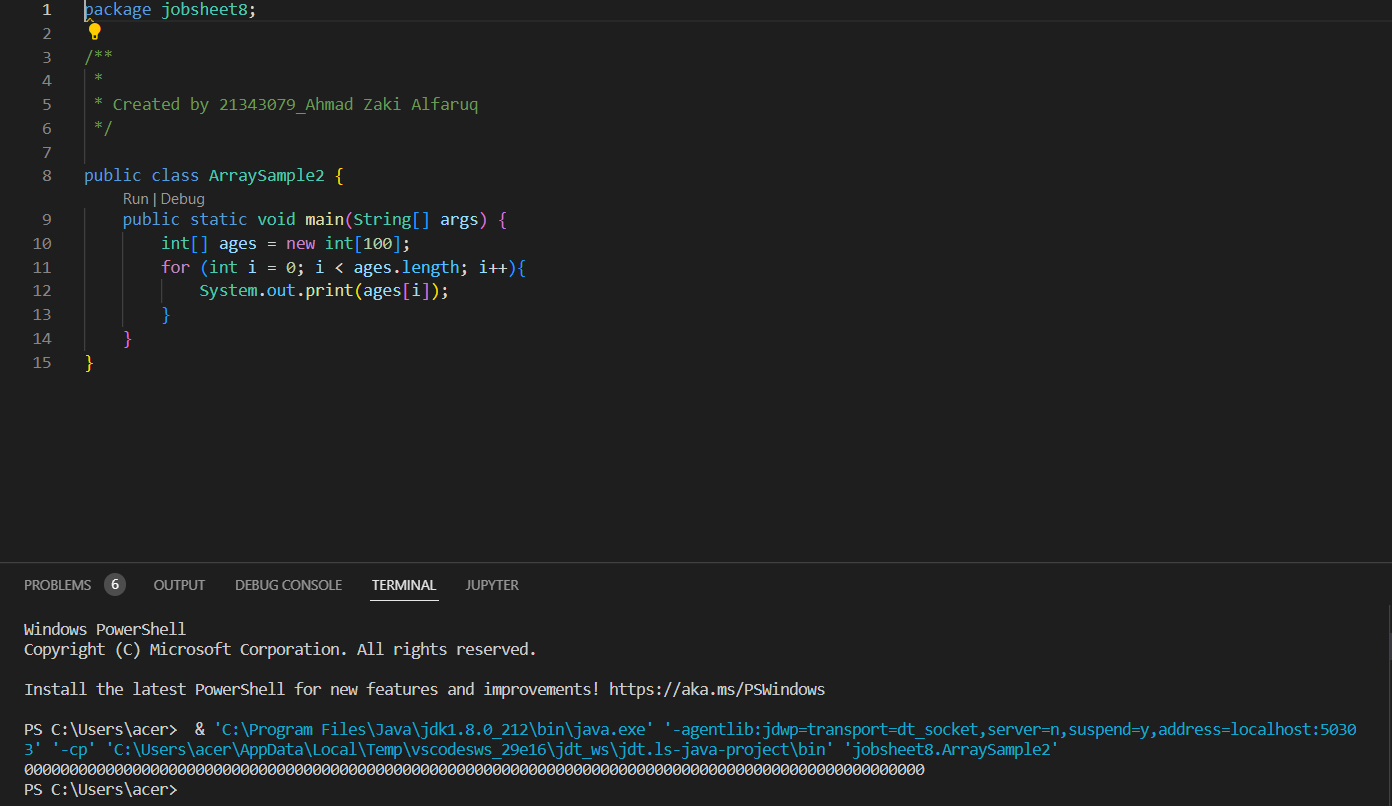 1 package jobsheet8;
2
3 /**
4  *
5  * Created by 21343079_Ahmad Zaki Alfaruq
6  */
7
8 public class ArraySample2 {
Run | Debug
9     public static void main(String[] args) {
10         int[] ages = new int[100];
11         for (int i = 0; i < ages.length; i++){
12             System.out.print(ages[i]);
13         }
14     }
15 }
PROBLEMS 6 OUTPUT DEBUG CONSOLE TERMINAL JUPYTER
Windows PowerShell
Copyright (C) Microsoft Corporation. All rights reserved.
Install the latest PowerShell for new features and improvements! https://aka.ms/PSWindows
PS C:\Users\acer>  & 'C:\Program Files\Java\jdk1.8.0_212\bin\java.exe' '-agentlib:jdwp=transport=dt_socket,server=n,suspend=y,address=localhost:5030
3' '-cp' 'C:\Users\acer\AppData\Local\Temp\vscodesws_29e16\jdt_ws\jdt.ls-java-project\bin' 'jobsheet8.ArraySample2'
0000000000000000000000000000000000000000000000000000000000000000000000000000000000000000000000000000
PS C:\Users\acer>